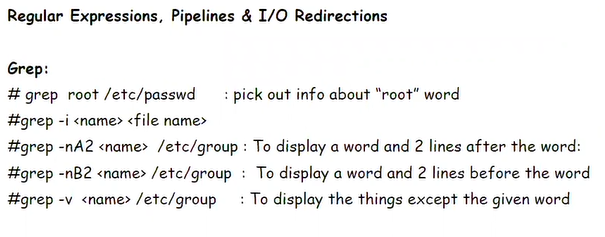 Regular Expressions, Pipelines & I/O Redirections
Grep:
# grep root /etc/passwd : pick out info about “root” word
#grep -i <name> <file name>
#grep -nA2 <name> /etc/group : To display a word and 2 lines after the word:
#grep -nB2 <name> /etc/group : To display a word and 2 lines before the word
#grep -v <name> /etc/group : To display the things except the given word